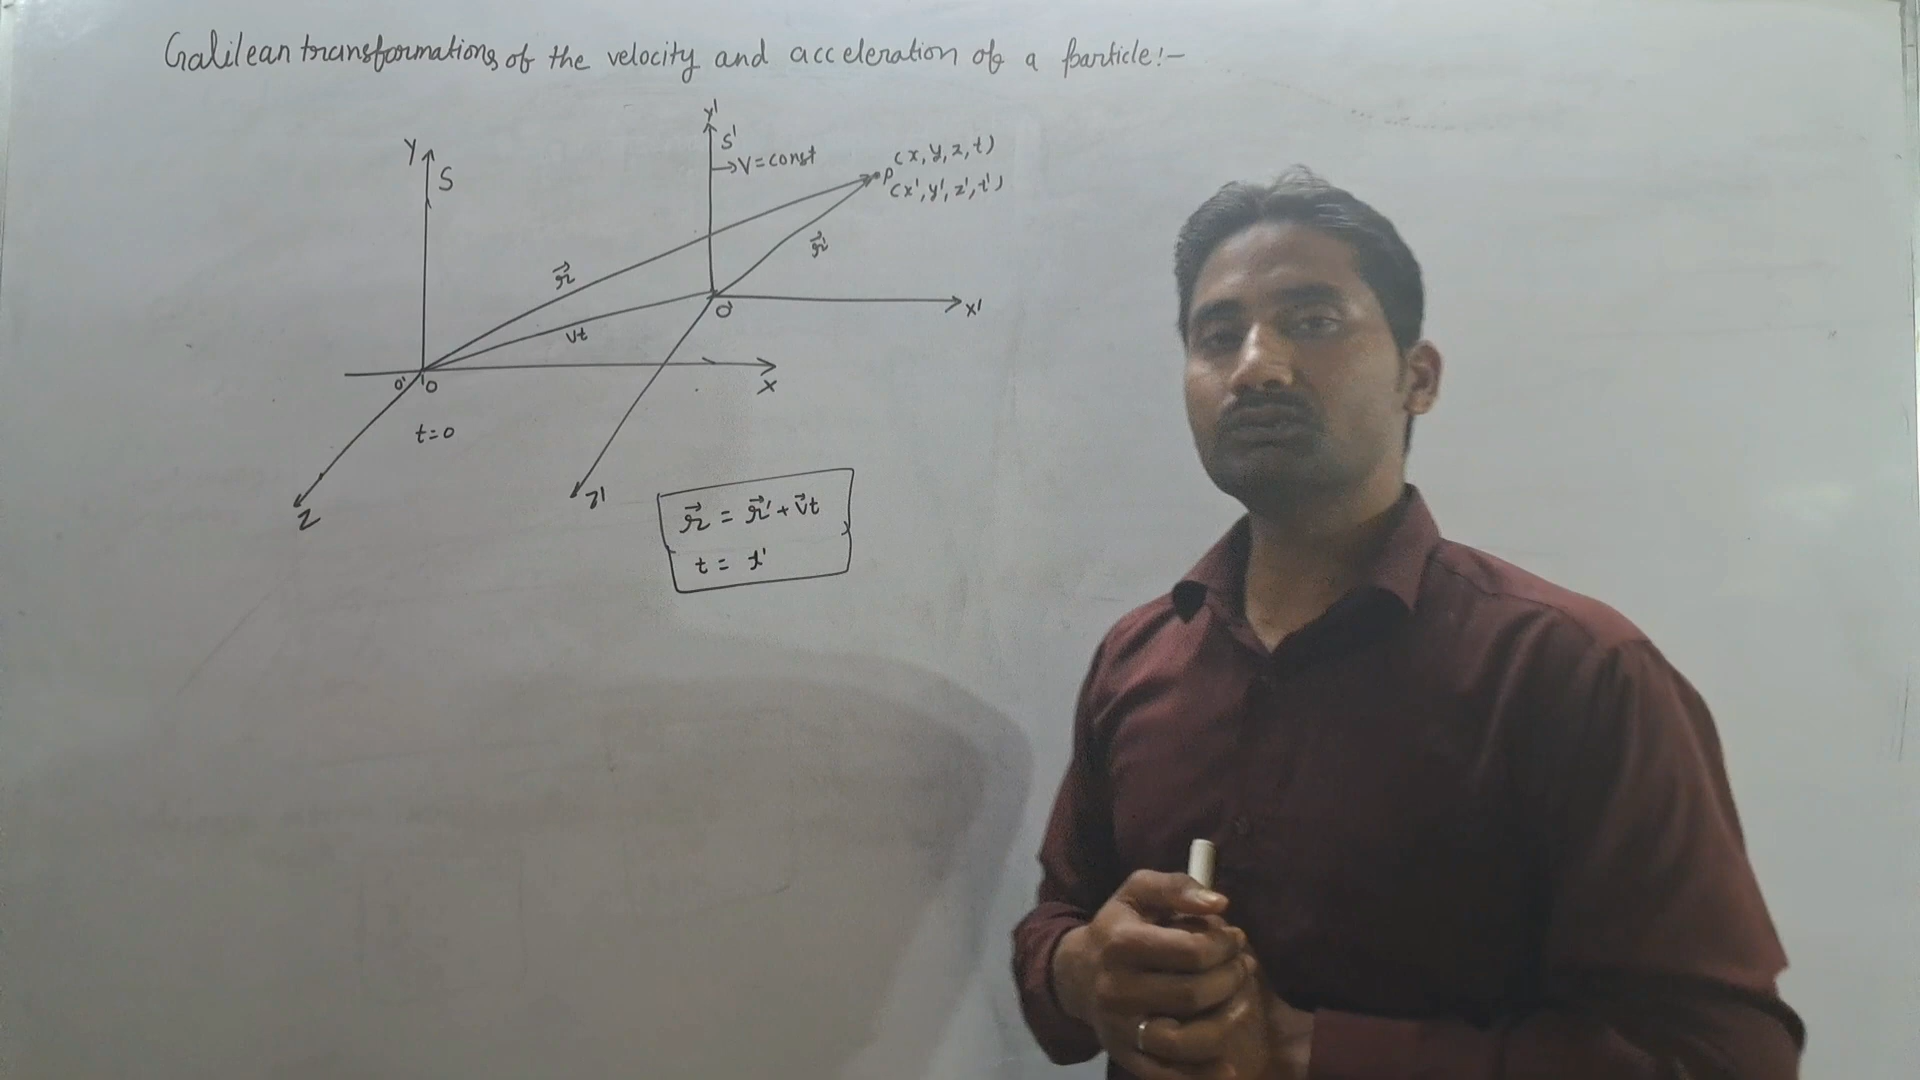 Galilean transformations of the velocity and acceleration of a particle:-
Y
S
Y'
S'
→V=const
P
(x, y, z, t)
(x', y', z', t')
r⃗
r⃗'
vt
O'
X'
O' O
X
t=0
Z
Z'
r⃗ = r⃗' + v⃗t
t = t'